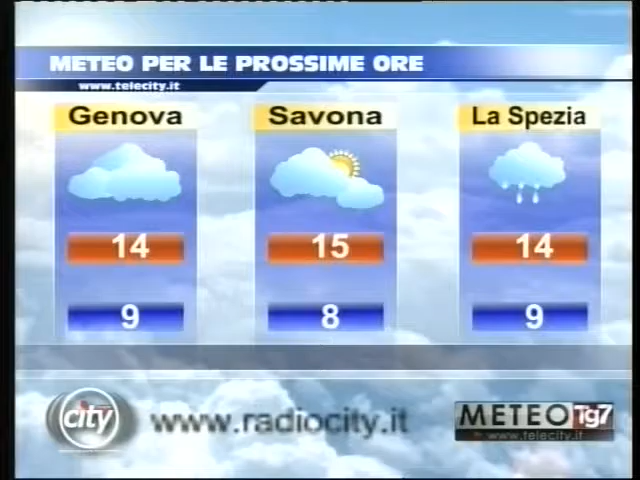 METEO PER LE PROSSIME ORE
www.telecity.it
Genova Savona La Spezia
14 15 14
9 8 9
city www.radiocity.it METEO Tg7
www.telecity.it